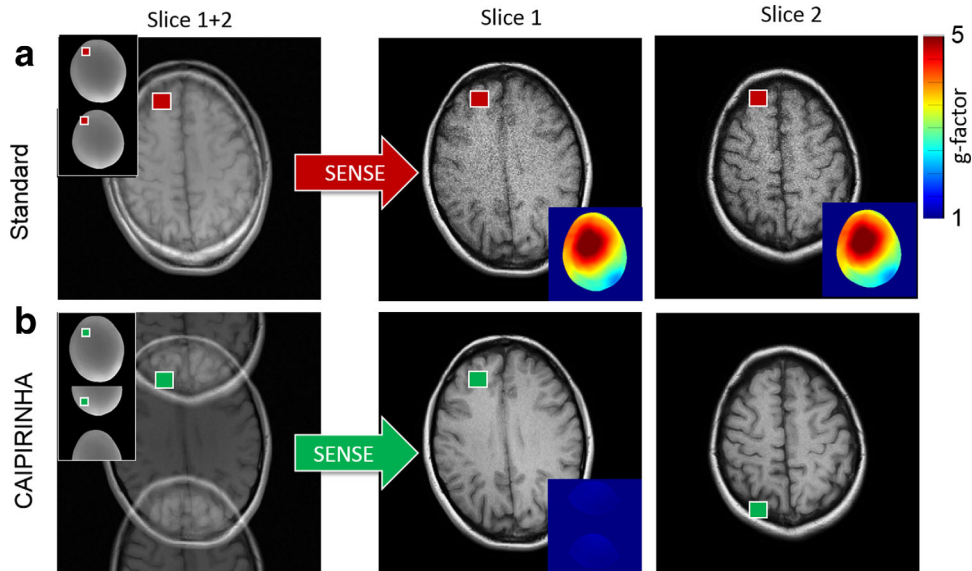 Slice 1+2
Slice 1
Slice 2
a
Standard
SENSE
5
g-factor
1
b
CAIPIRINHA
SENSE